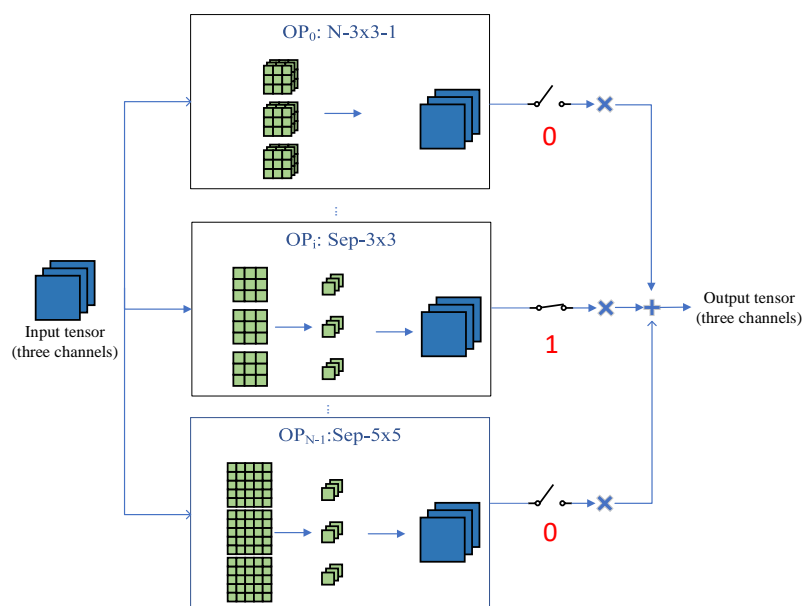 OP₀: N-3x3-1
0
OPᵢ: Sep-3x3
Input tensor
(three channels)
1
Output tensor
(three channels)
OP_N-1:Sep-5x5
0